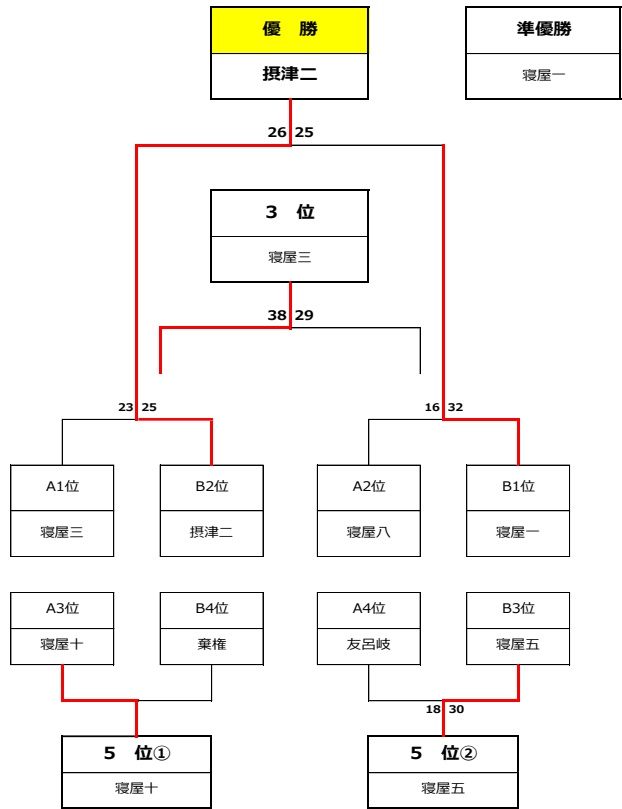 優 勝
準優勝
摂津二
寝屋一
26 25
3 位
寝屋三
38 29
23 25
16 32
A1位
B2位
A2位
B1位
寝屋三
摂津二
寝屋八
寝屋一
A3位
B4位
A4位
B3位
寝屋十
棄権
友呂岐
寝屋五
18 30
5 位①
5 位②
寝屋十
寝屋五